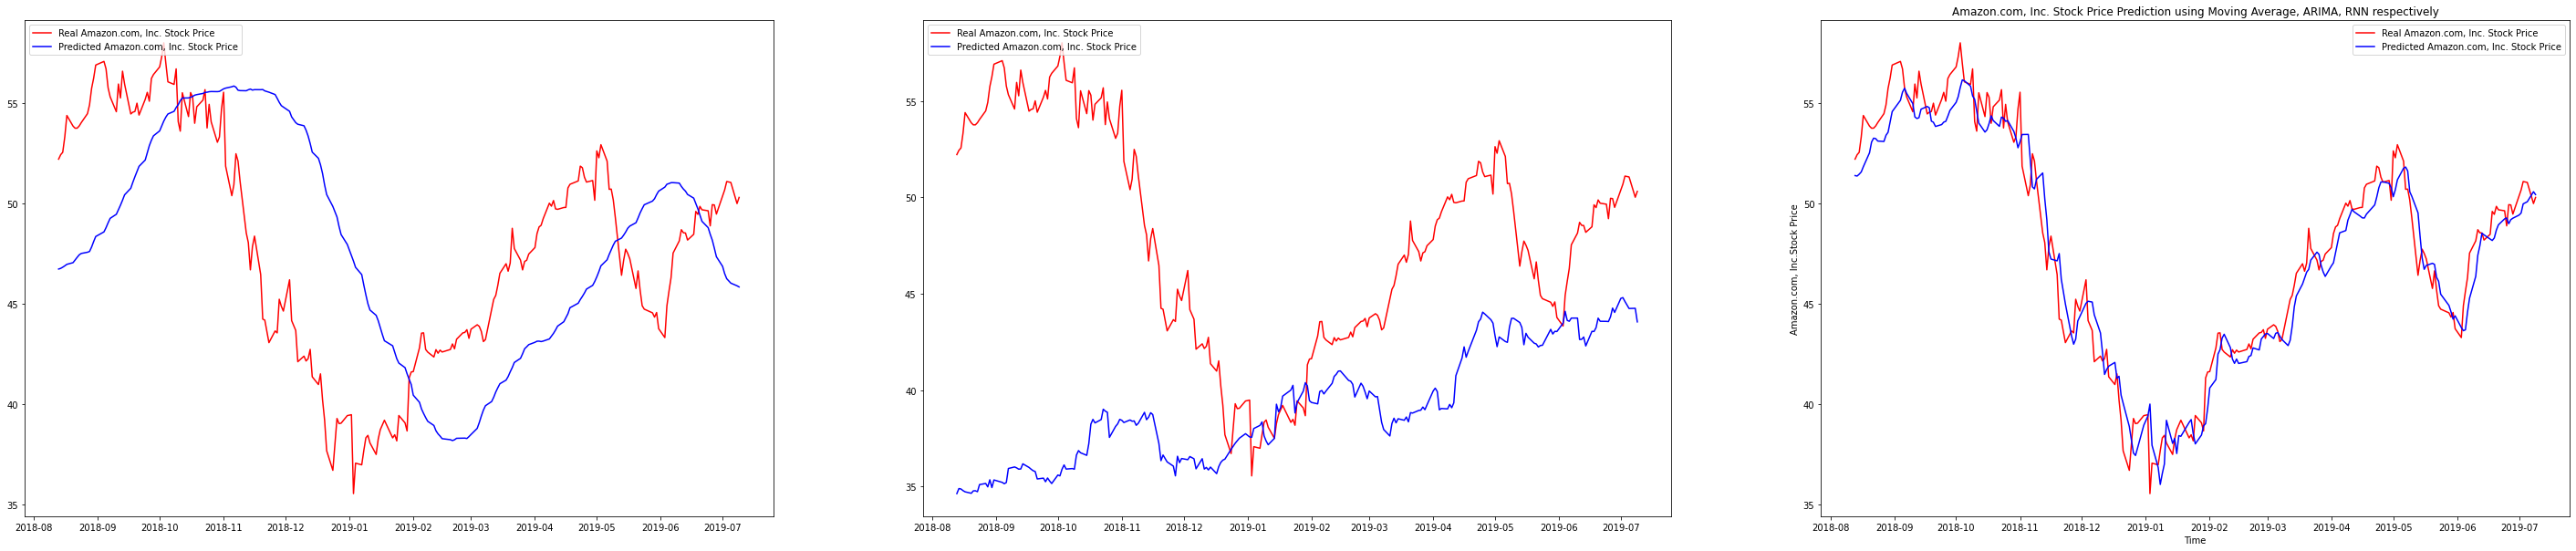 Real Amazon.com, Inc. Stock Price
Predicted Amazon.com, Inc. Stock Price
55
50
45
40
35
2018-08 2018-09 2018-10 2018-11 2018-12 2019-01 2019-02 2019-03 2019-04 2019-05 2019-06 2019-07
Real Amazon.com, Inc. Stock Price
Predicted Amazon.com, Inc. Stock Price
55
50
45
40
35
2018-08 2018-09 2018-10 2018-11 2018-12 2019-01 2019-02 2019-03 2019-04 2019-05 2019-06 2019-07
Amazon.com, Inc. Stock Price Prediction using Moving Average, ARIMA, RNN respectively
Real Amazon.com, Inc. Stock Price
Predicted Amazon.com, Inc. Stock Price
Amazon.com, Inc.Stock Price
55
50
45
40
35
2018-08 2018-09 2018-10 2018-11 2018-12 2019-01 2019-02 2019-03 2019-04 2019-05 2019-06 2019-07
Time